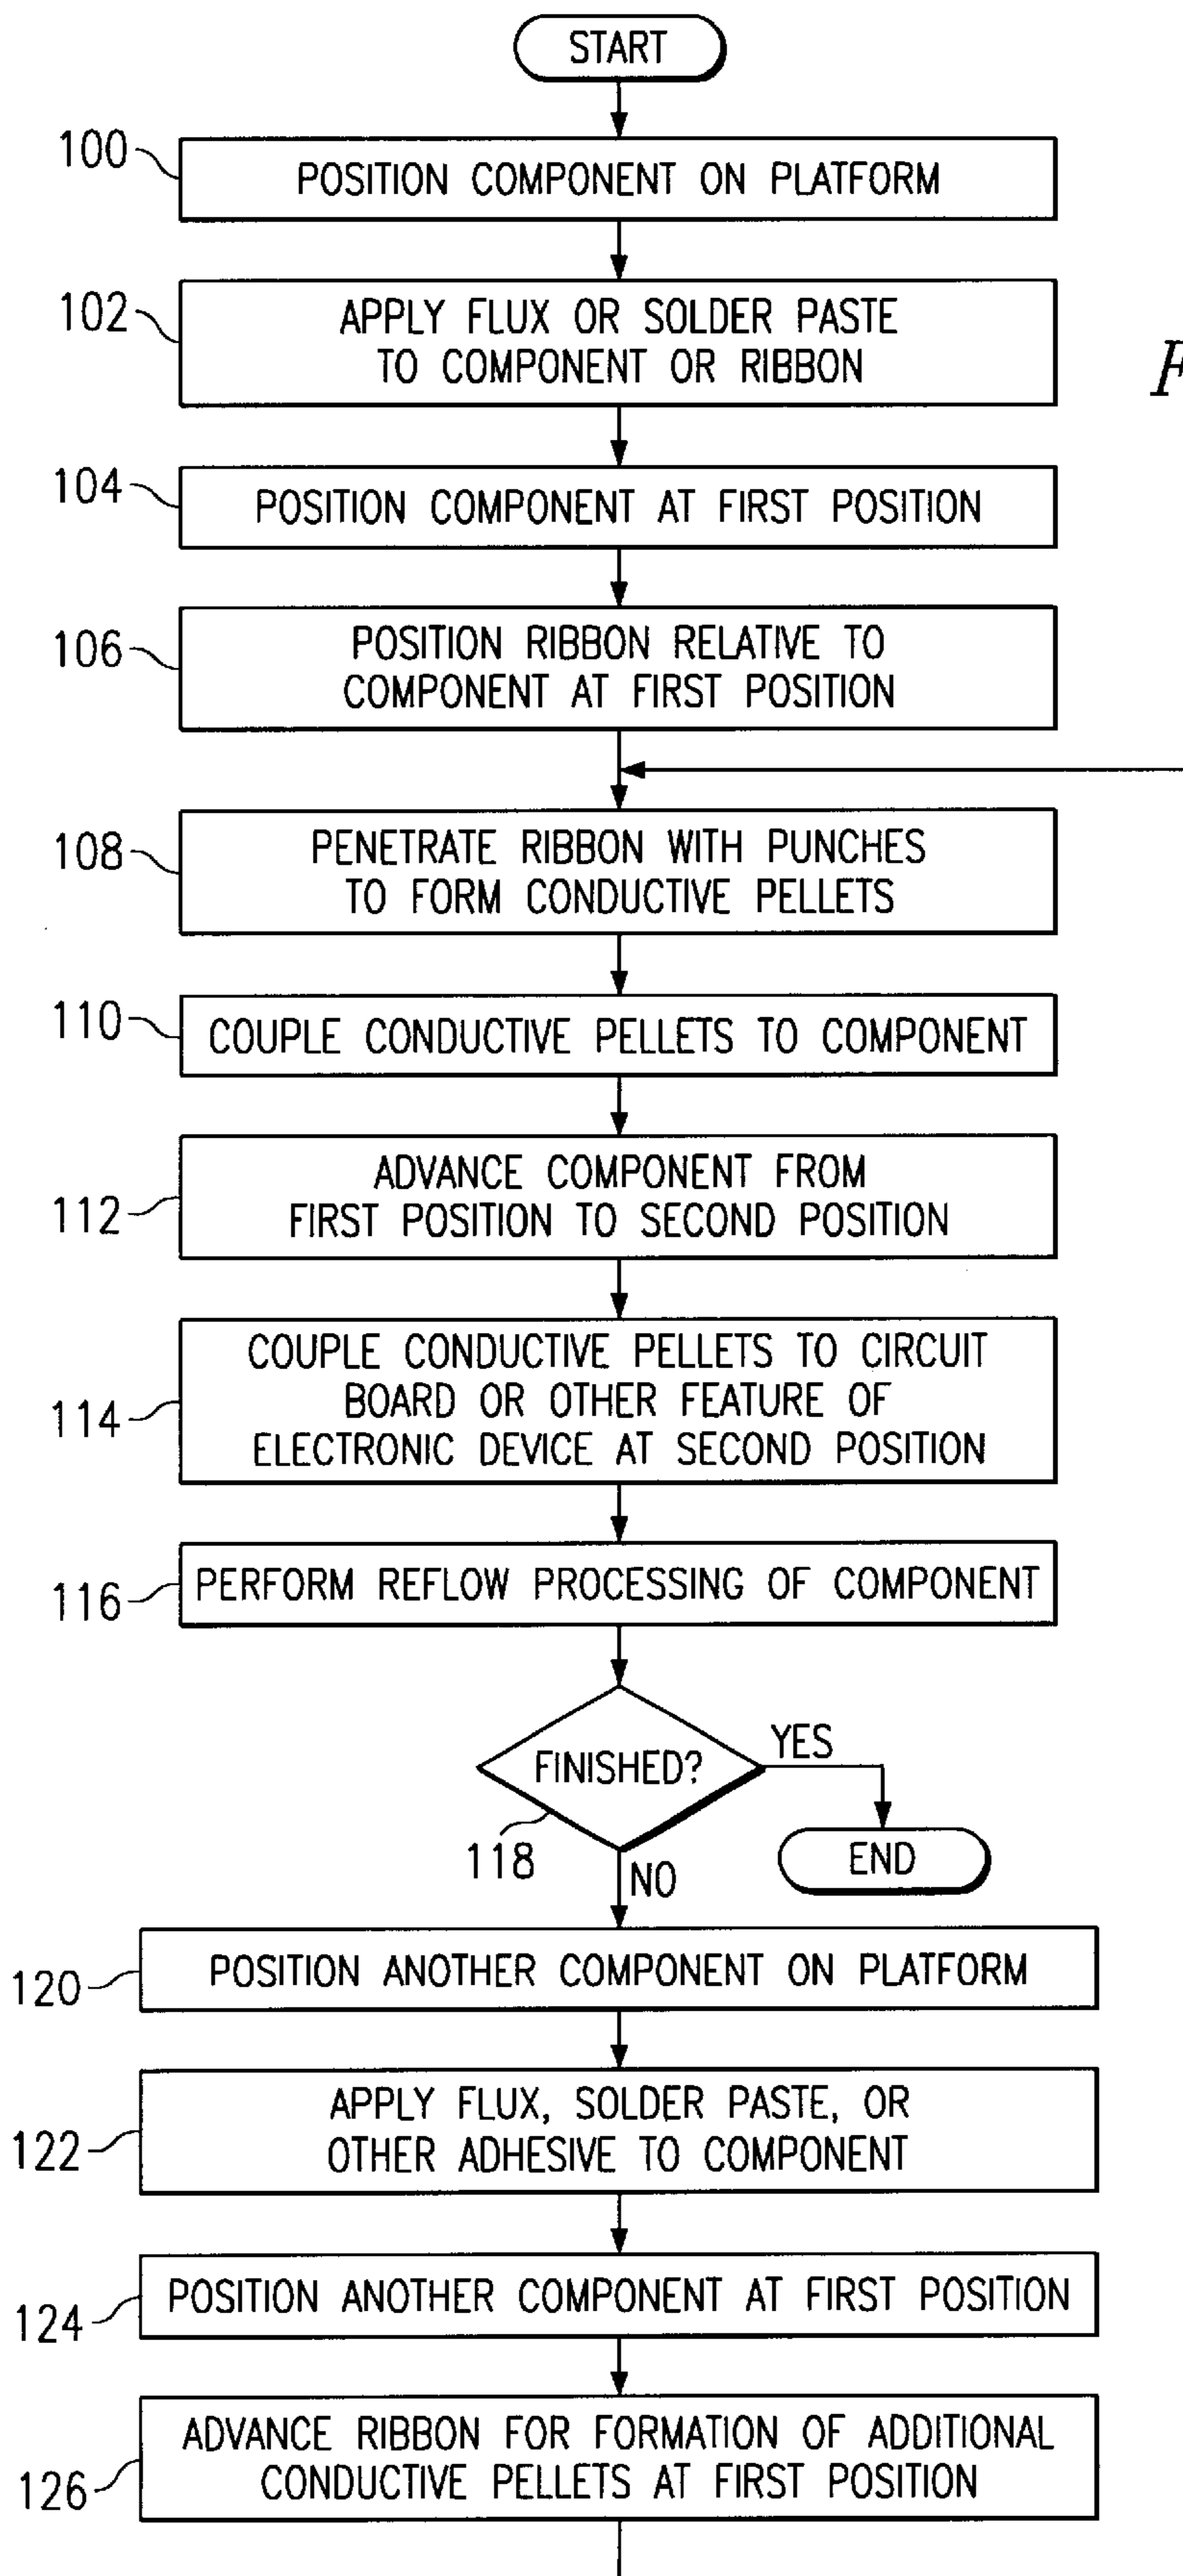 START
100
POSITION COMPONENT ON PLATFORM
102
APPLY FLUX OR SOLDER PASTE
TO COMPONENT OR RIBBON
F
104
POSITION COMPONENT AT FIRST POSITION
106
POSITION RIBBON RELATIVE TO
COMPONENT AT FIRST POSITION
108
PENETRATE RIBBON WITH PUNCHES
TO FORM CONDUCTIVE PELLETS
110
COUPLE CONDUCTIVE PELLETS TO COMPONENT
112
ADVANCE COMPONENT FROM
FIRST POSITION TO SECOND POSITION
114
COUPLE CONDUCTIVE PELLETS TO CIRCUIT
BOARD OR OTHER FEATURE OF
ELECTRONIC DEVICE AT SECOND POSITION
116
PERFORM REFLOW PROCESSING OF COMPONENT
FINISHED?
YES
118
END
NO
120
POSITION ANOTHER COMPONENT ON PLATFORM
122
APPLY FLUX, SOLDER PASTE, OR
OTHER ADHESIVE TO COMPONENT
124
POSITION ANOTHER COMPONENT AT FIRST POSITION
126
ADVANCE RIBBON FOR FORMATION OF ADDITIONAL
CONDUCTIVE PELLETS AT FIRST POSITION